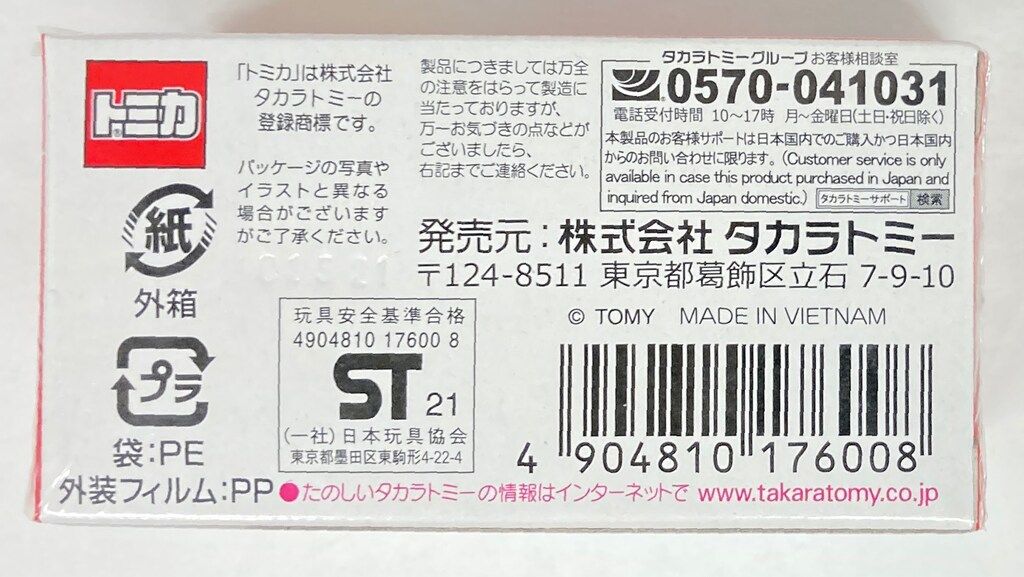 トミカ
「トミカ」は株式会社
タカラトミーの
登録商標です。
パッケージの写真や
イラストと異なる
場合がございます
がご了承ください。
紙
外箱
プラ
袋:PE
外装フィルム:PP
製品につきましては万全
の注意をはらって製造に
当たっておりますが、
万一お気づきの点などが
ございましたら、
右記までご連絡ください。
タカラトミーグループ お客様相談室
0570-041031
電話受付時間 10〜17時 月〜金曜日(土日・祝日除く)
本製品のお客様サポートは日本国内でのご購入かつ日本国内
からのお問い合わせに限ります。(Customer service is only
available in case this product purchased in Japan and
inquired from Japan domestic.) タカラトミーサポート 検索
発売元:株式会社 タカラトミー
〒124-8511 東京都葛飾区立石 7-9-10
© TOMY MADE IN VIETNAM
玩具安全基準合格
4904810 17600 8
ST 21
(一社)日本玩具協会
東京都墨田区東駒形4-22-4
4 904810 176008
●たのしいタカラトミーの情報はインターネットで www.takaratomy.co.jp